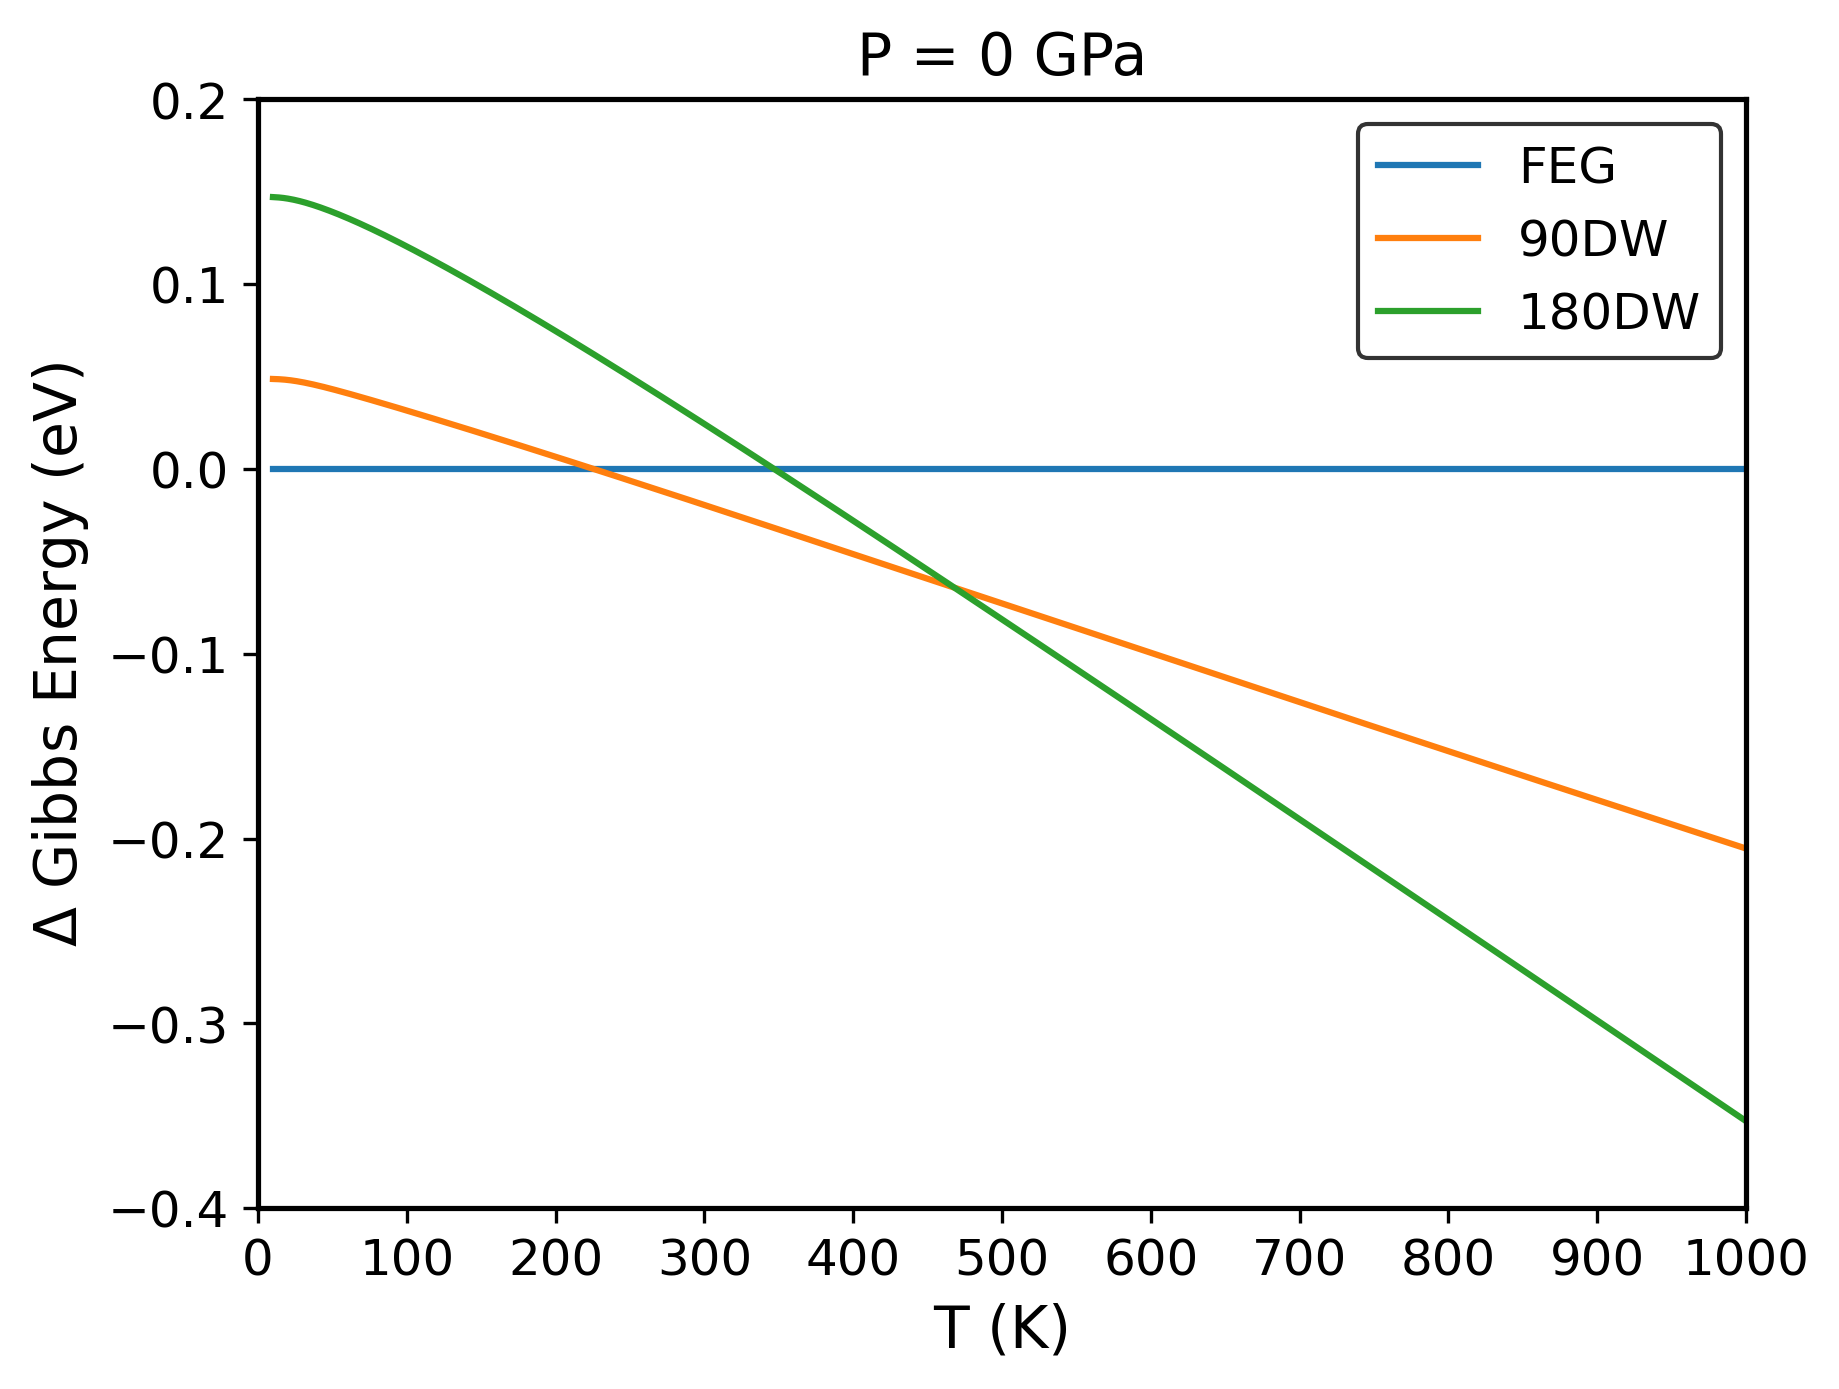 P = 0 GPa
FEG
90DW
180DW
Δ Gibbs Energy (eV)
0.2
0.1
0.0
−0.1
−0.2
−0.3
−0.4
0 100 200 300 400 500 600 700 800 900 1000
T (K)